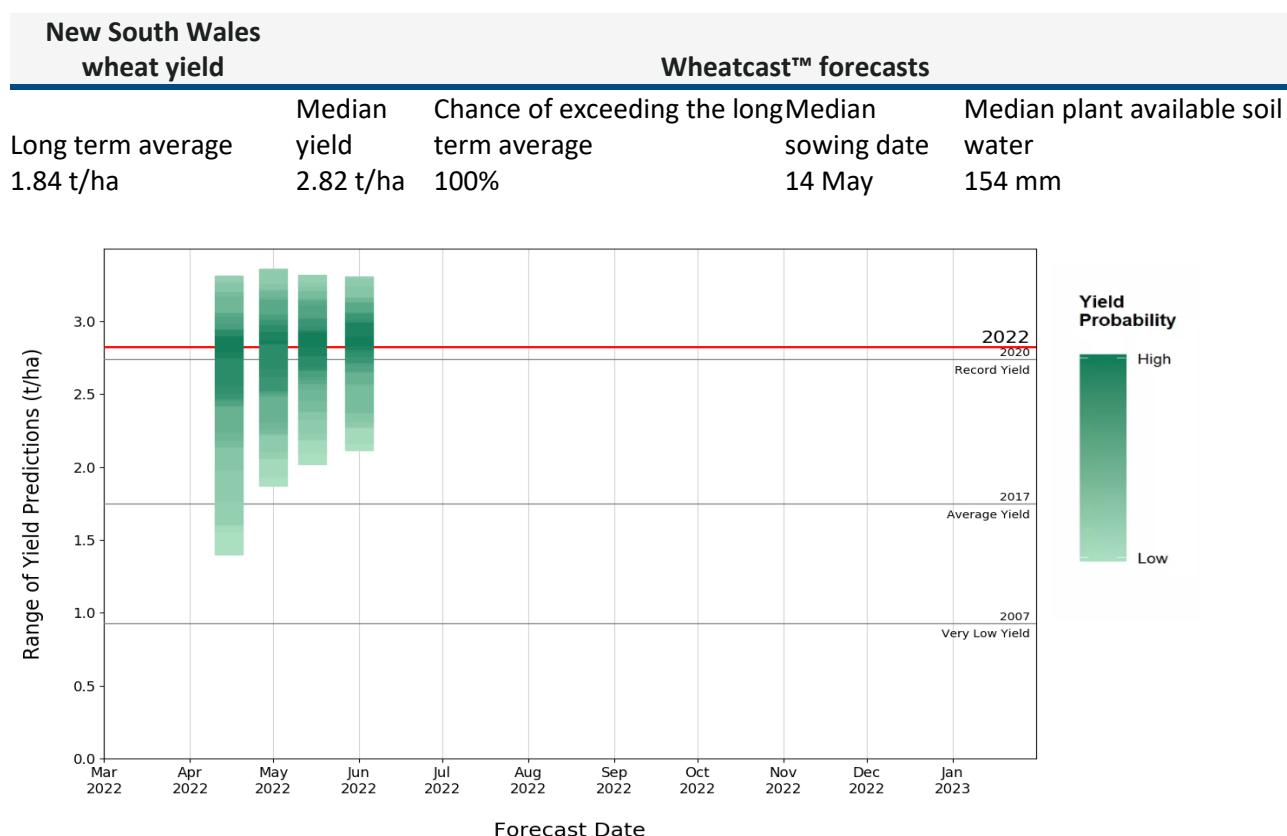 New South Wales
wheat yield
Wheatcast™ forecasts
Long term average
1.84 t/ha
Median
yield
2.82 t/ha
Chance of exceeding the long
term average
100%
Median
sowing date
14 May
Median plant available soil
water
154 mm
Range of Yield Predictions (t/ha)
3.0
2.5
2.0
1.5
1.0
0.5
0.0
2022
2020
Record Yield
2017
Average Yield
2007
Very Low Yield
Mar
2022
Apr
2022
May
2022
Jun
2022
Jul
2022
Aug
2022
Sep
2022
Oct
2022
Nov
2022
Dec
2022
Jan
2023
Forecast Date
Yield
Probability
High
Low